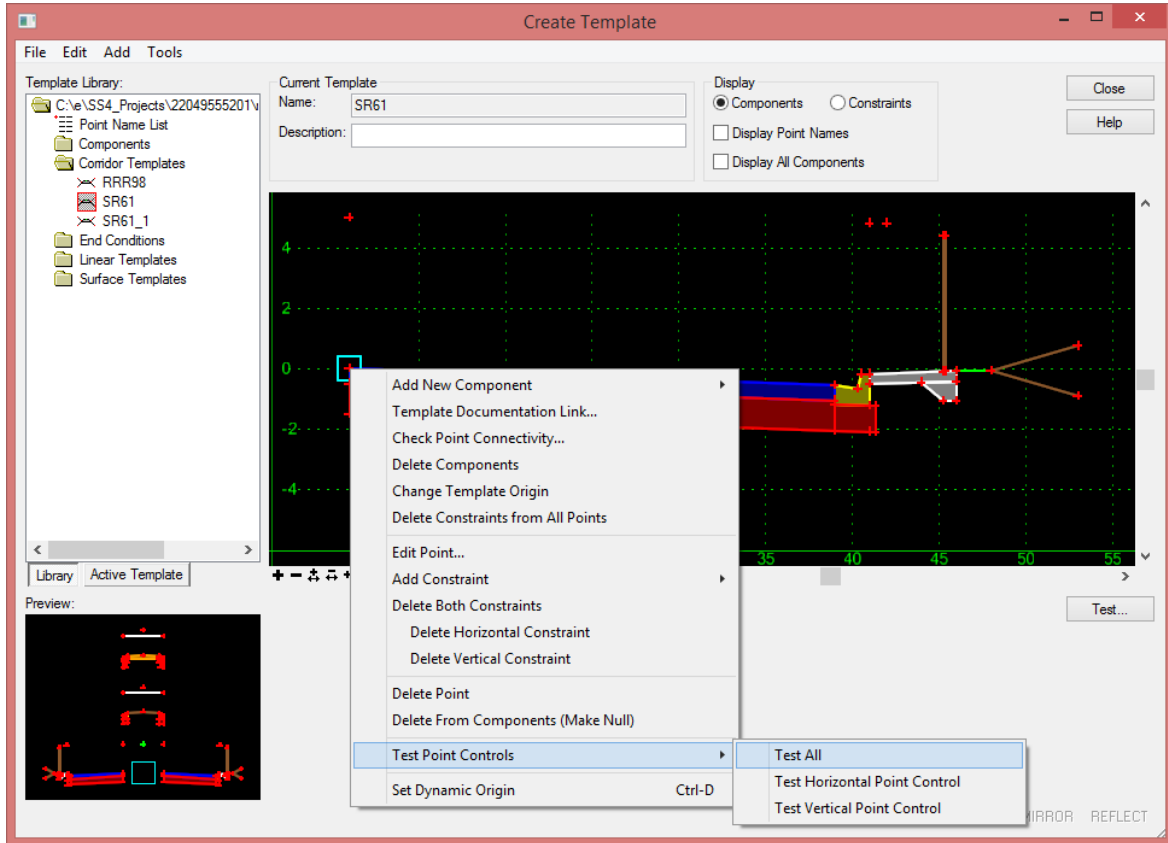 Create Template
File Edit Add Tools
Template Library:
C:\e\SS4_Projects\22049555201\
Point Name List
Components
Corridor Templates
RRR98
SR61
SR61_1
End Conditions
Linear Templates
Surface Templates
Library Active Template
Preview:
Current Template
Name: SR61
Description:
Display
Components Constraints
Display Point Names
Display All Components
Close
Help
4
2
0
-2
-4
35 40 45 50 55
Test...
Add New Component
Template Documentation Link...
Check Point Connectivity...
Delete Components
Change Template Origin
Delete Constraints from All Points
Edit Point...
Add Constraint
Delete Both Constraints
Delete Horizontal Constraint
Delete Vertical Constraint
Delete Point
Delete From Components (Make Null)
Test Point Controls
Set Dynamic Origin Ctrl-D
Test All
Test Horizontal Point Control
Test Vertical Point Control
REFLECT